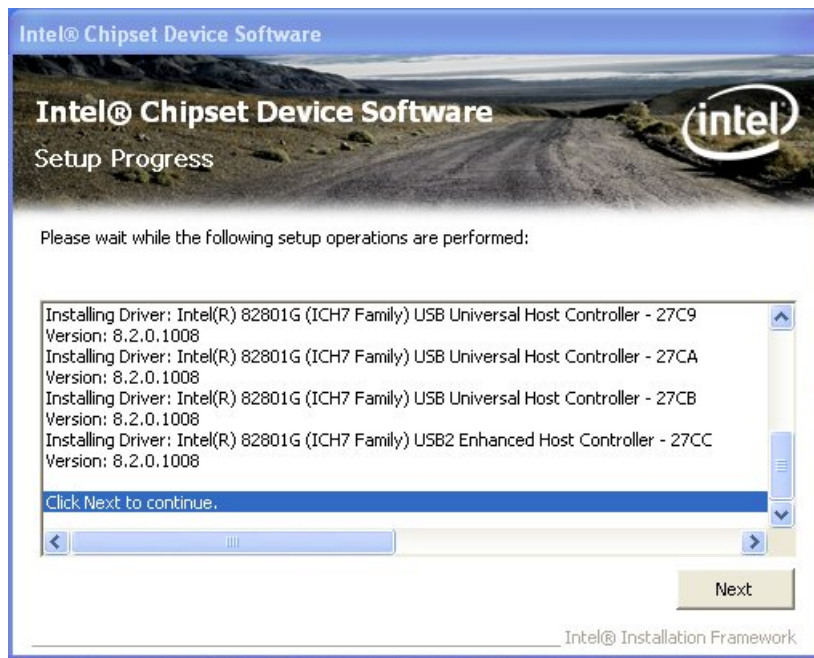 Intel® Chipset Device Software
Intel® Chipset Device Software
intel
Setup Progress
Please wait while the following setup operations are performed:
Installing Driver: Intel(R) 82801G (ICH7 Family) USB Universal Host Controller - 27C9
Version: 8.2.0.1008
Installing Driver: Intel(R) 82801G (ICH7 Family) USB Universal Host Controller - 27CA
Version: 8.2.0.1008
Installing Driver: Intel(R) 82801G (ICH7 Family) USB Universal Host Controller - 27CB
Version: 8.2.0.1008
Installing Driver: Intel(R) 82801G (ICH7 Family) USB2 Enhanced Host Controller - 27CC
Version: 8.2.0.1008
Click Next to continue.
Next
Intel® Installation Framework